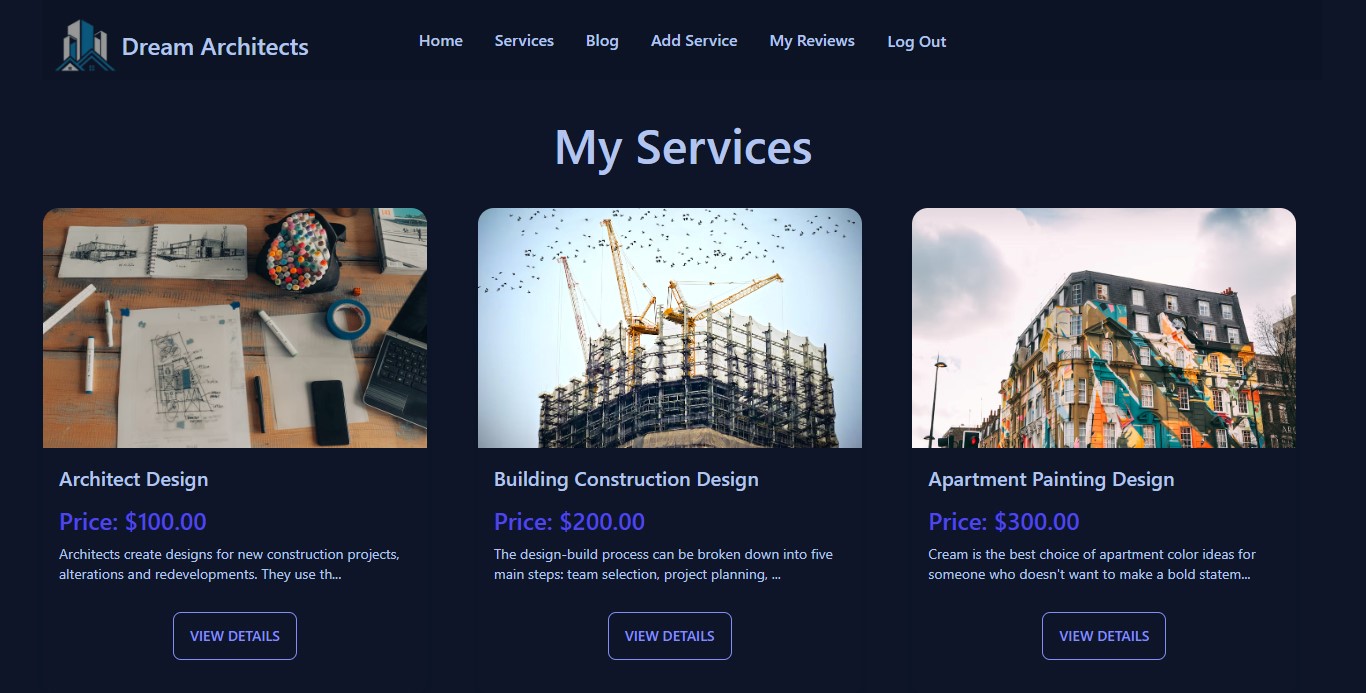 Dream Architects
Home Services Blog Add Service My Reviews Log Out
My Services
Architect Design
Price: $100.00
Architects create designs for new construction projects,
alterations and redevelopments. They use th...
VIEW DETAILS
Building Construction Design
Price: $200.00
The design-build process can be broken down into five
main steps: team selection, project planning, ...
VIEW DETAILS
Apartment Painting Design
Price: $300.00
Cream is the best choice of apartment color ideas for
someone who doesn't want to make a bold statem...
VIEW DETAILS